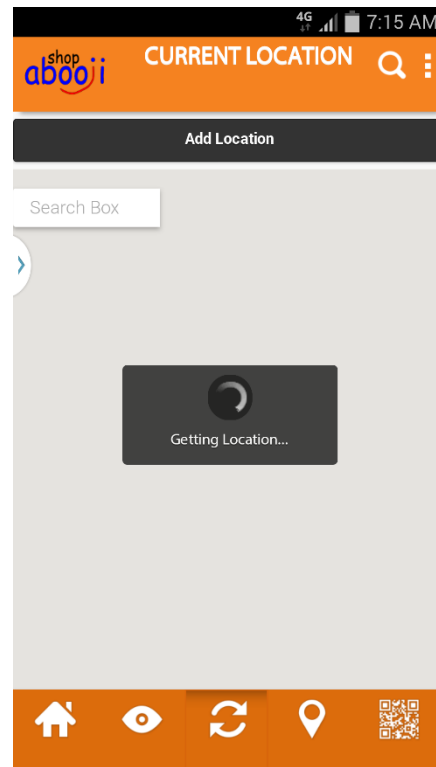 4G 7:15 AM
shop
abooji
CURRENT LOCATION
Add Location
Search Box
Getting Location...